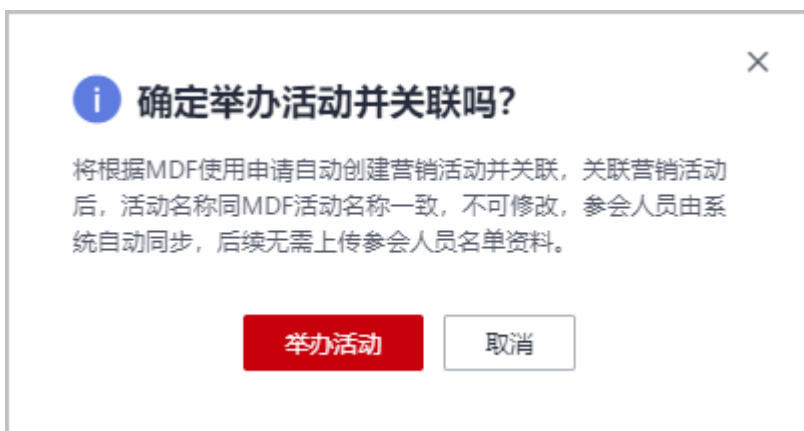 确定举办活动并关联吗？
将根据MDF使用申请自动创建营销活动并关联，关联营销活动
后，活动名称同MDF活动名称一致，不可修改，参会人员由系
统自动同步，后续无需上传参会人员名单资料。
举办活动
取消